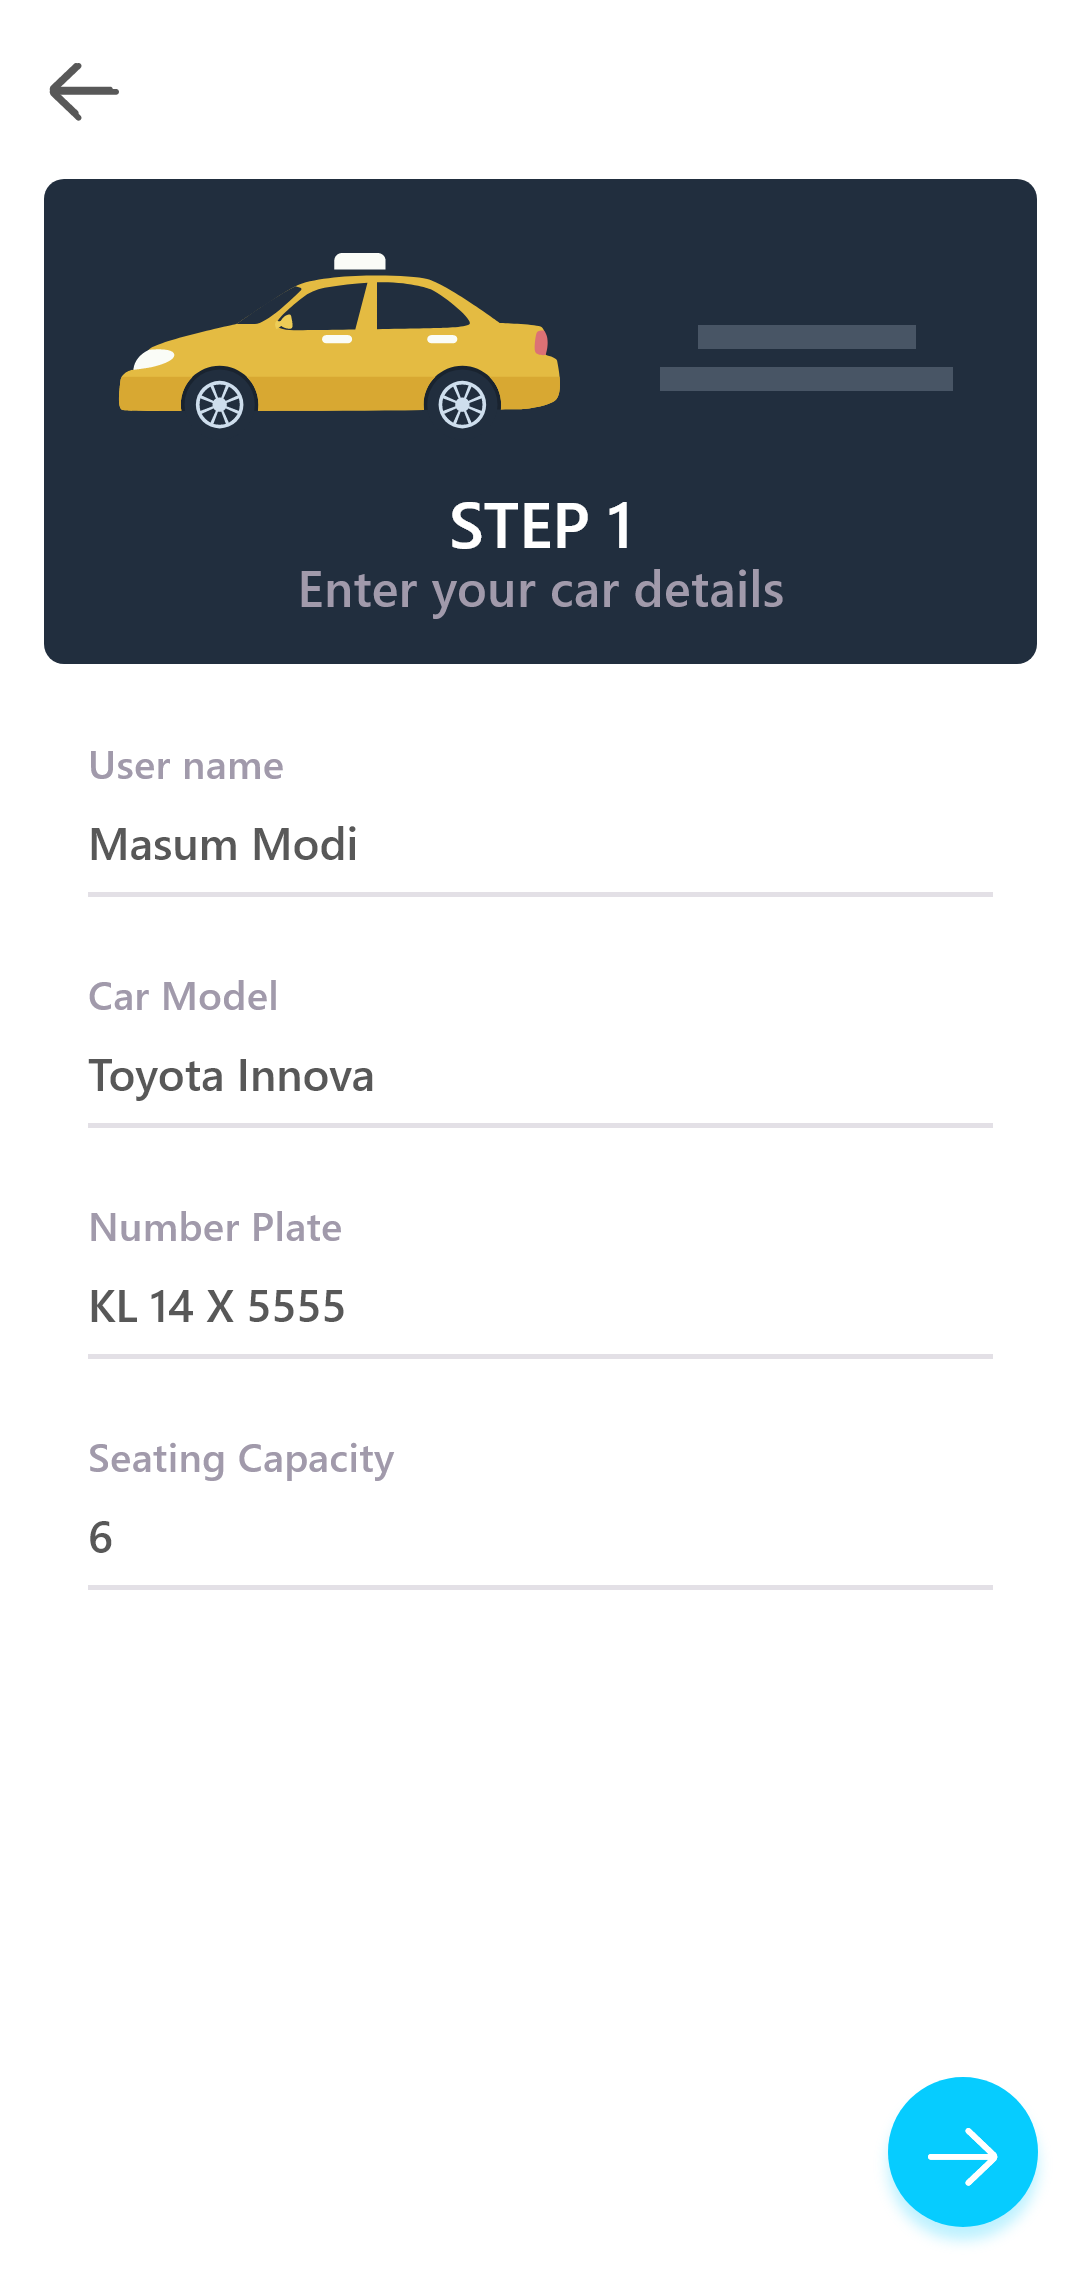 STEP 1
Enter your car details
User name
Masum Modi
Car Model
Toyota Innova
Number Plate
KL 14 X 5555
Seating Capacity
6